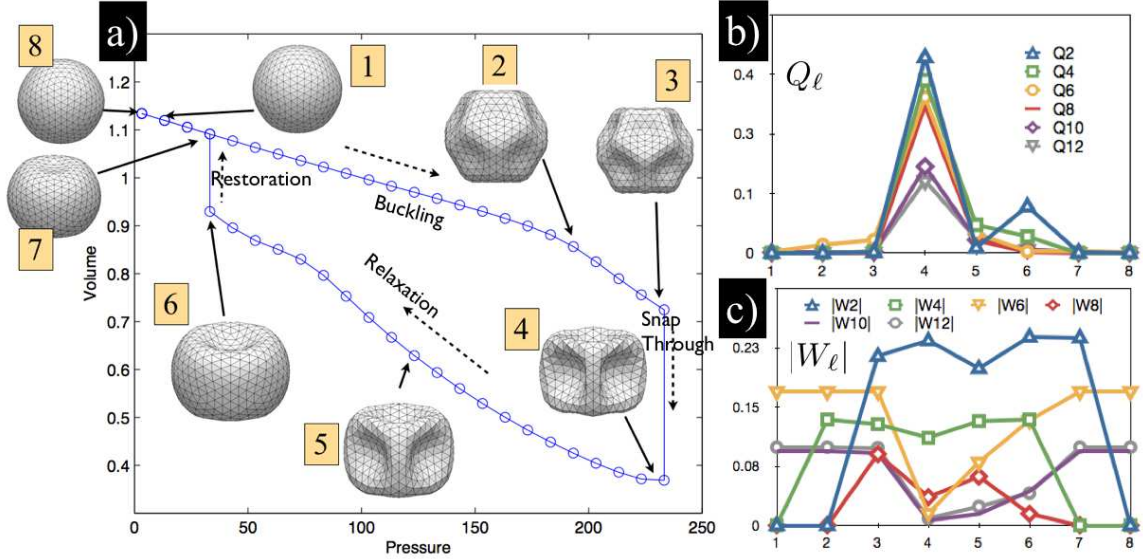 a)
8
1
2
3
7
6
5
4
Restoration
Buckling
Relaxation
Snap
Through
Volume
1.2
1.1
1
0.9
0.8
0.7
0.6
0.5
0.4
0 50 100 150 200 250
Pressure
b)
Qℓ
0.4
0.3
0.1
0
Q2
Q4
Q6
Q8
Q10
Q12
1 2 3 4 5 6 7 8
c)
|Wℓ|
|W2| |W4| |W6| |W8|
|W10| |W12|
0.23
0.15
0.08
0
1 2 3 4 5 6 7 8